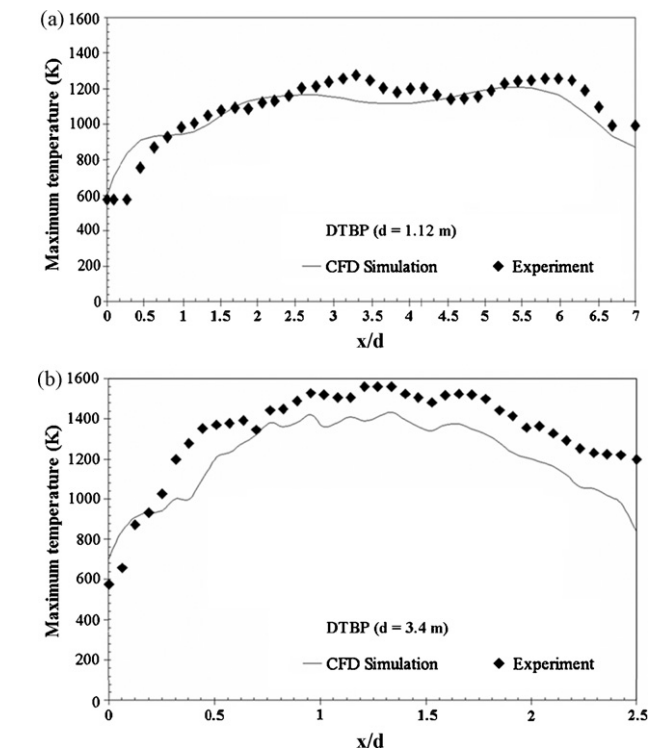 (a)
Maximum temperature (K)
1600
1400
1200
1000
800
600
400
200
0
DTBP (d = 1.12 m)
CFD Simulation
Experiment
0 0.5 1 1.5 2 2.5 3 3.5 4 4.5 5 5.5 6 6.5 7
x/d
(b)
Maximum temperature (K)
1600
1400
1200
1000
800
600
400
200
0
DTBP (d = 3.4 m)
CFD Simulation
Experiment
0 0.5 1 1.5 2 2.5
x/d